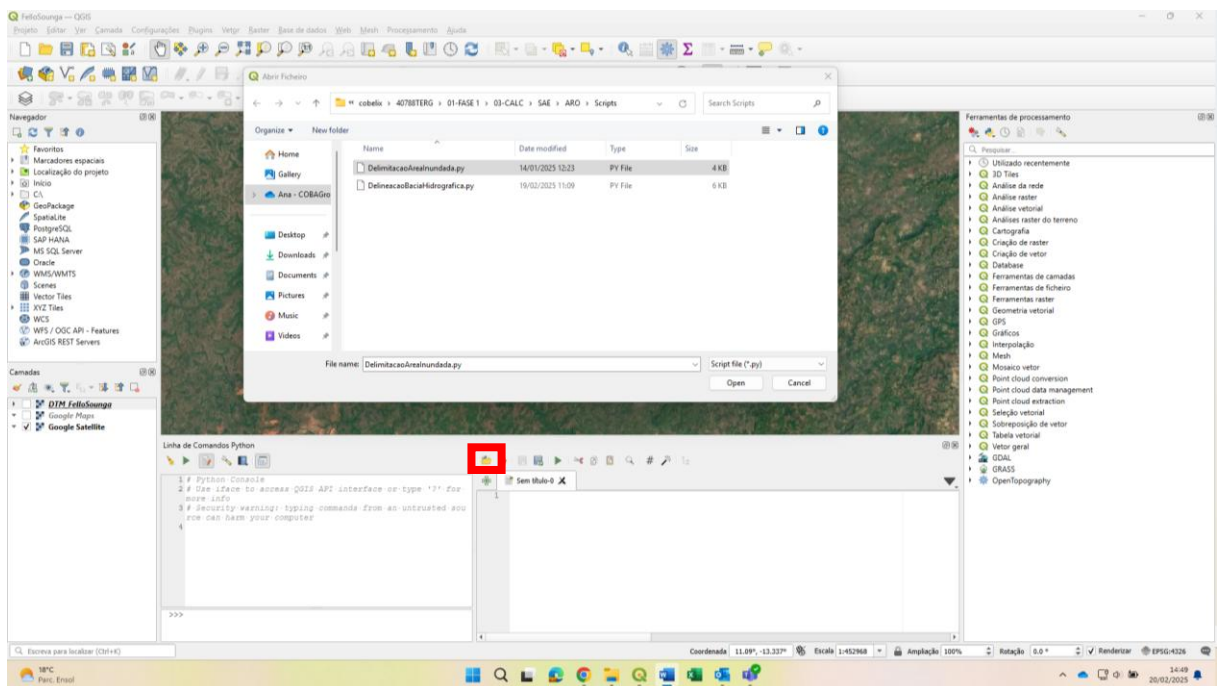 FelloSounga — QGIS
Projeto Editar Ver Camada Configurações Plugins Vetor Raster Base de dados Web Mesh Processamento Ajuda
Abrir Ficheiro
« cobelix › 40788TERG › 01-FASE 1 › 03-CALC › SAE › ARO › Scripts
Search Scripts
Organize
New folder
Home
Gallery
Ana - COBAGro
Desktop
Downloads
Documents
Pictures
Music
Videos
Name Date modified Type Size
DelimitacaoAreaInundada.py 14/01/2025 12:23 PY File 4 KB
DelineacaoBaciaHidrografica.py 19/02/2025 11:09 PY File 6 KB
File name: DelimitacaoAreaInundada.py
Script file (*.py)
Open Cancel
Navegador
Favoritos
Marcadores espaciais
Localização do projeto
Início
C:\
GeoPackage
SpatiaLite
PostgreSQL
SAP HANA
MS SQL Server
Oracle
WMS/WMTS
Scenes
Vector Tiles
XYZ Tiles
WCS
WFS / OGC API - Features
ArcGIS REST Servers
Camadas
DTM_FelloSounga
Google Maps
Google Satellite
Linha de Comandos Python
1 # Python Console
2 # Use iface to access QGIS API interface or type '?' for
more info
3 # Security warning: typing commands from an untrusted sou
rce can harm your computer
4
>>>
Sem título-0
1
Ferramentas de processamento
Pesquisar...
Utilizado recentemente
3D Tiles
Análise da rede
Análise raster
Análise vetorial
Análises raster do terreno
Cartografia
Criação de raster
Criação de vetor
Database
Ferramentas de camadas
Ferramentas de ficheiro
Ferramentas raster
Geometria vetorial
GPS
Gráficos
Interpolação
Mesh
Mosaico vetor
Point cloud conversion
Point cloud data management
Point cloud extraction
Seleção vetorial
Sobreposição de vetor
Tabela vetorial
Vetor geral
GDAL
GRASS
OpenTopography
Escreva para localizar (Ctrl+K)
Coordenada 11.09°, -13.337° Escala 1:452968 Ampliação 100% Rotação 0.0 ° Renderizar EPSG:4326
18°C
Parc. Ensol
14:49
20/02/2025